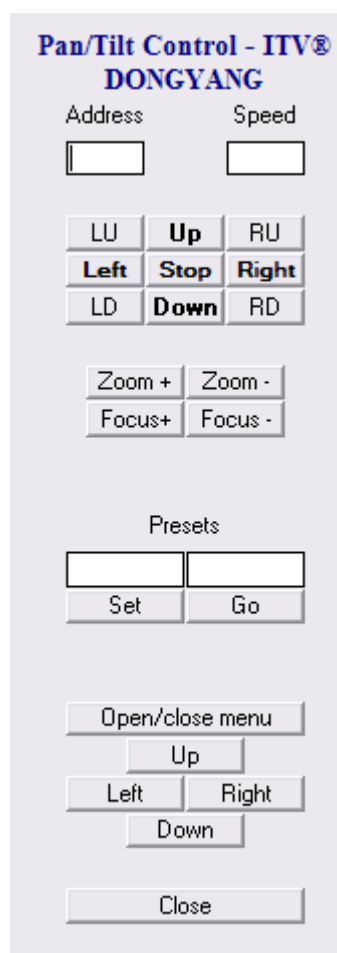 Pan/Tilt Control - ITV®
DONGYANG
Address Speed
LU Up RU
Left Stop Right
LD Down RD
Zoom + Zoom -
Focus+ Focus -
Presets
Set Go
Open/close menu
Up
Left Right
Down
Close